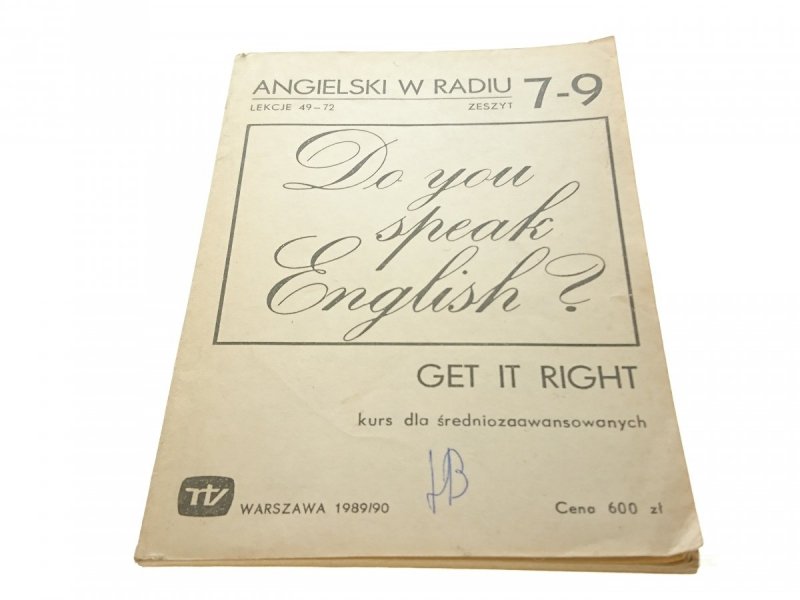 ANGIELSKI W RADIU 7-9
LEKCJE 49-72 ZESZYT
Do you
speak
English?
GET IT RIGHT
kurs dla średniozaawansowanych
RTV WARSZAWA 1989/90
Cena 600 zł